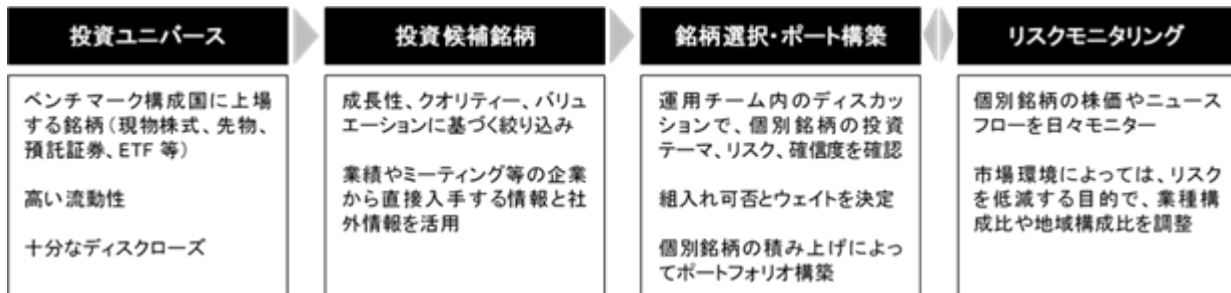 投資ユニバース
ベンチマーク構成国に上場
する銘柄（現物株式、先物、
預託証券、ETF 等）
高い流動性
十分なディスクローズ
投資候補銘柄
成長性、クオリティー、バリュ
エーションに基づく絞り込み
業績やミーティング等の企業
から直接入手する情報と社
外情報を活用
銘柄選択・ポート構築
運用チーム内のディスカッ
ションで、個別銘柄の投資
テーマ、リスク、確信度を確認
組入れ可否とウェイトを決定
個別銘柄の積み上げによっ
てポートフォリオ構築
リスクモニタリング
個別銘柄の株価やニュース
フローを日々モニター
市場環境によっては、リスク
を低減する目的で、業種構
成比や地域構成比を調整